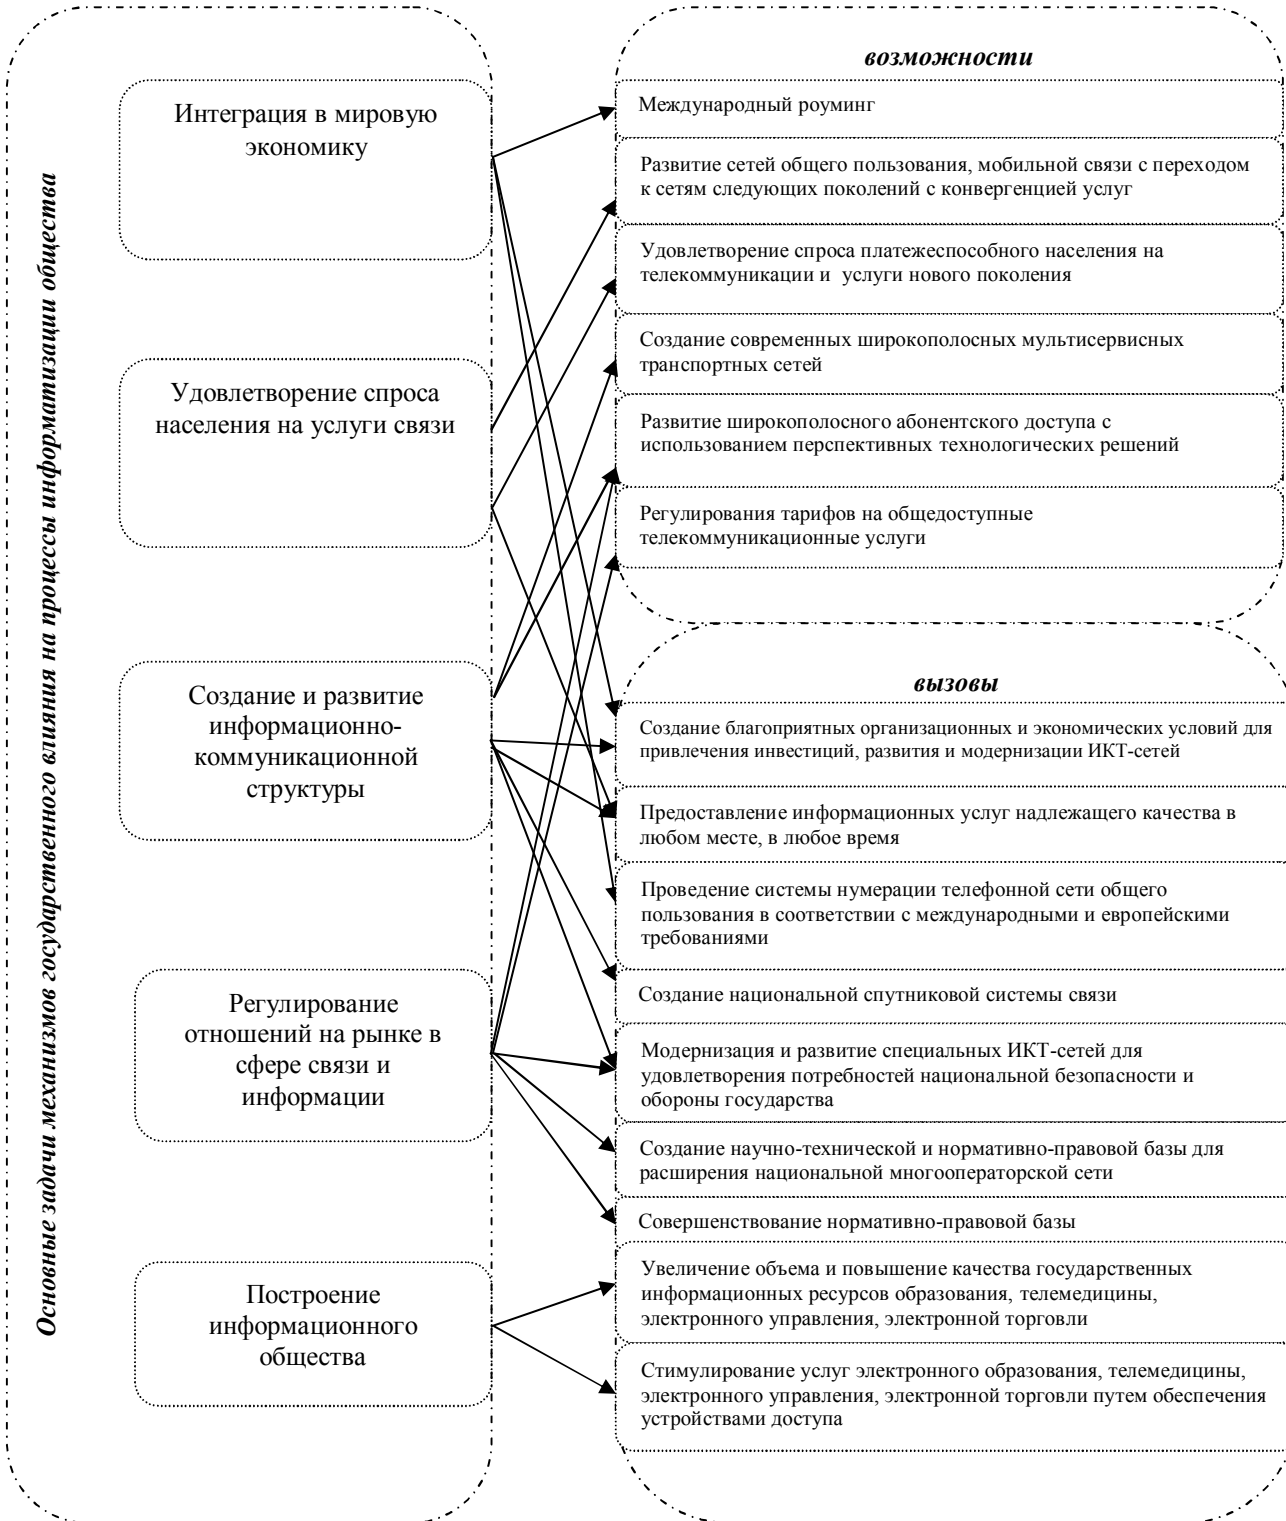 Основные задачи механизмов государственного влияния на процессы информатизации общества
Интеграция в мировую
экономику
Удовлетворение спроса
населения на услуги связи
Создание и развитие
информационно-
коммуникационной
структуры
Регулирование
отношений на рынке в
сфере связи и
информации
Построение
информационного
общества
возможности
Международный роуминг
Развитие сетей общего пользования, мобильной связи с переходом
к сетям следующих поколений с конвергенцией услуг
Удовлетворение спроса платежеспособного населения на
телекоммуникации и услуги нового поколения
Создание современных широкополосных мультисервисных
транспортных сетей
Развитие широкополосного абонентского доступа с
использованием перспективных технологических решений
Регулирования тарифов на общедоступные
телекоммуникационные услуги
вызовы
Создание благоприятных организационных и экономических условий для
привлечения инвестиций, развития и модернизации ИКТ-сетей
Предоставление информационных услуг надлежащего качества в
любом месте, в любое время
Проведение системы нумерации телефонной сети общего
пользования в соответствии с международными и европейскими
требованиями
Создание национальной спутниковой системы связи
Модернизация и развитие специальных ИКТ-сетей для
удовлетворения потребностей национальной безопасности и
обороны государства
Создание научно-технической и нормативно-правовой базы для
расширения национальной многооператорской сети
Совершенствование нормативно-правовой базы
Увеличение объема и повышение качества государственных
информационных ресурсов образования, телемедицины,
электронного управления, электронной торговли
Стимулирование услуг электронного образования, телемедицины,
электронного управления, электронной торговли путем обеспечения
устройствами доступа